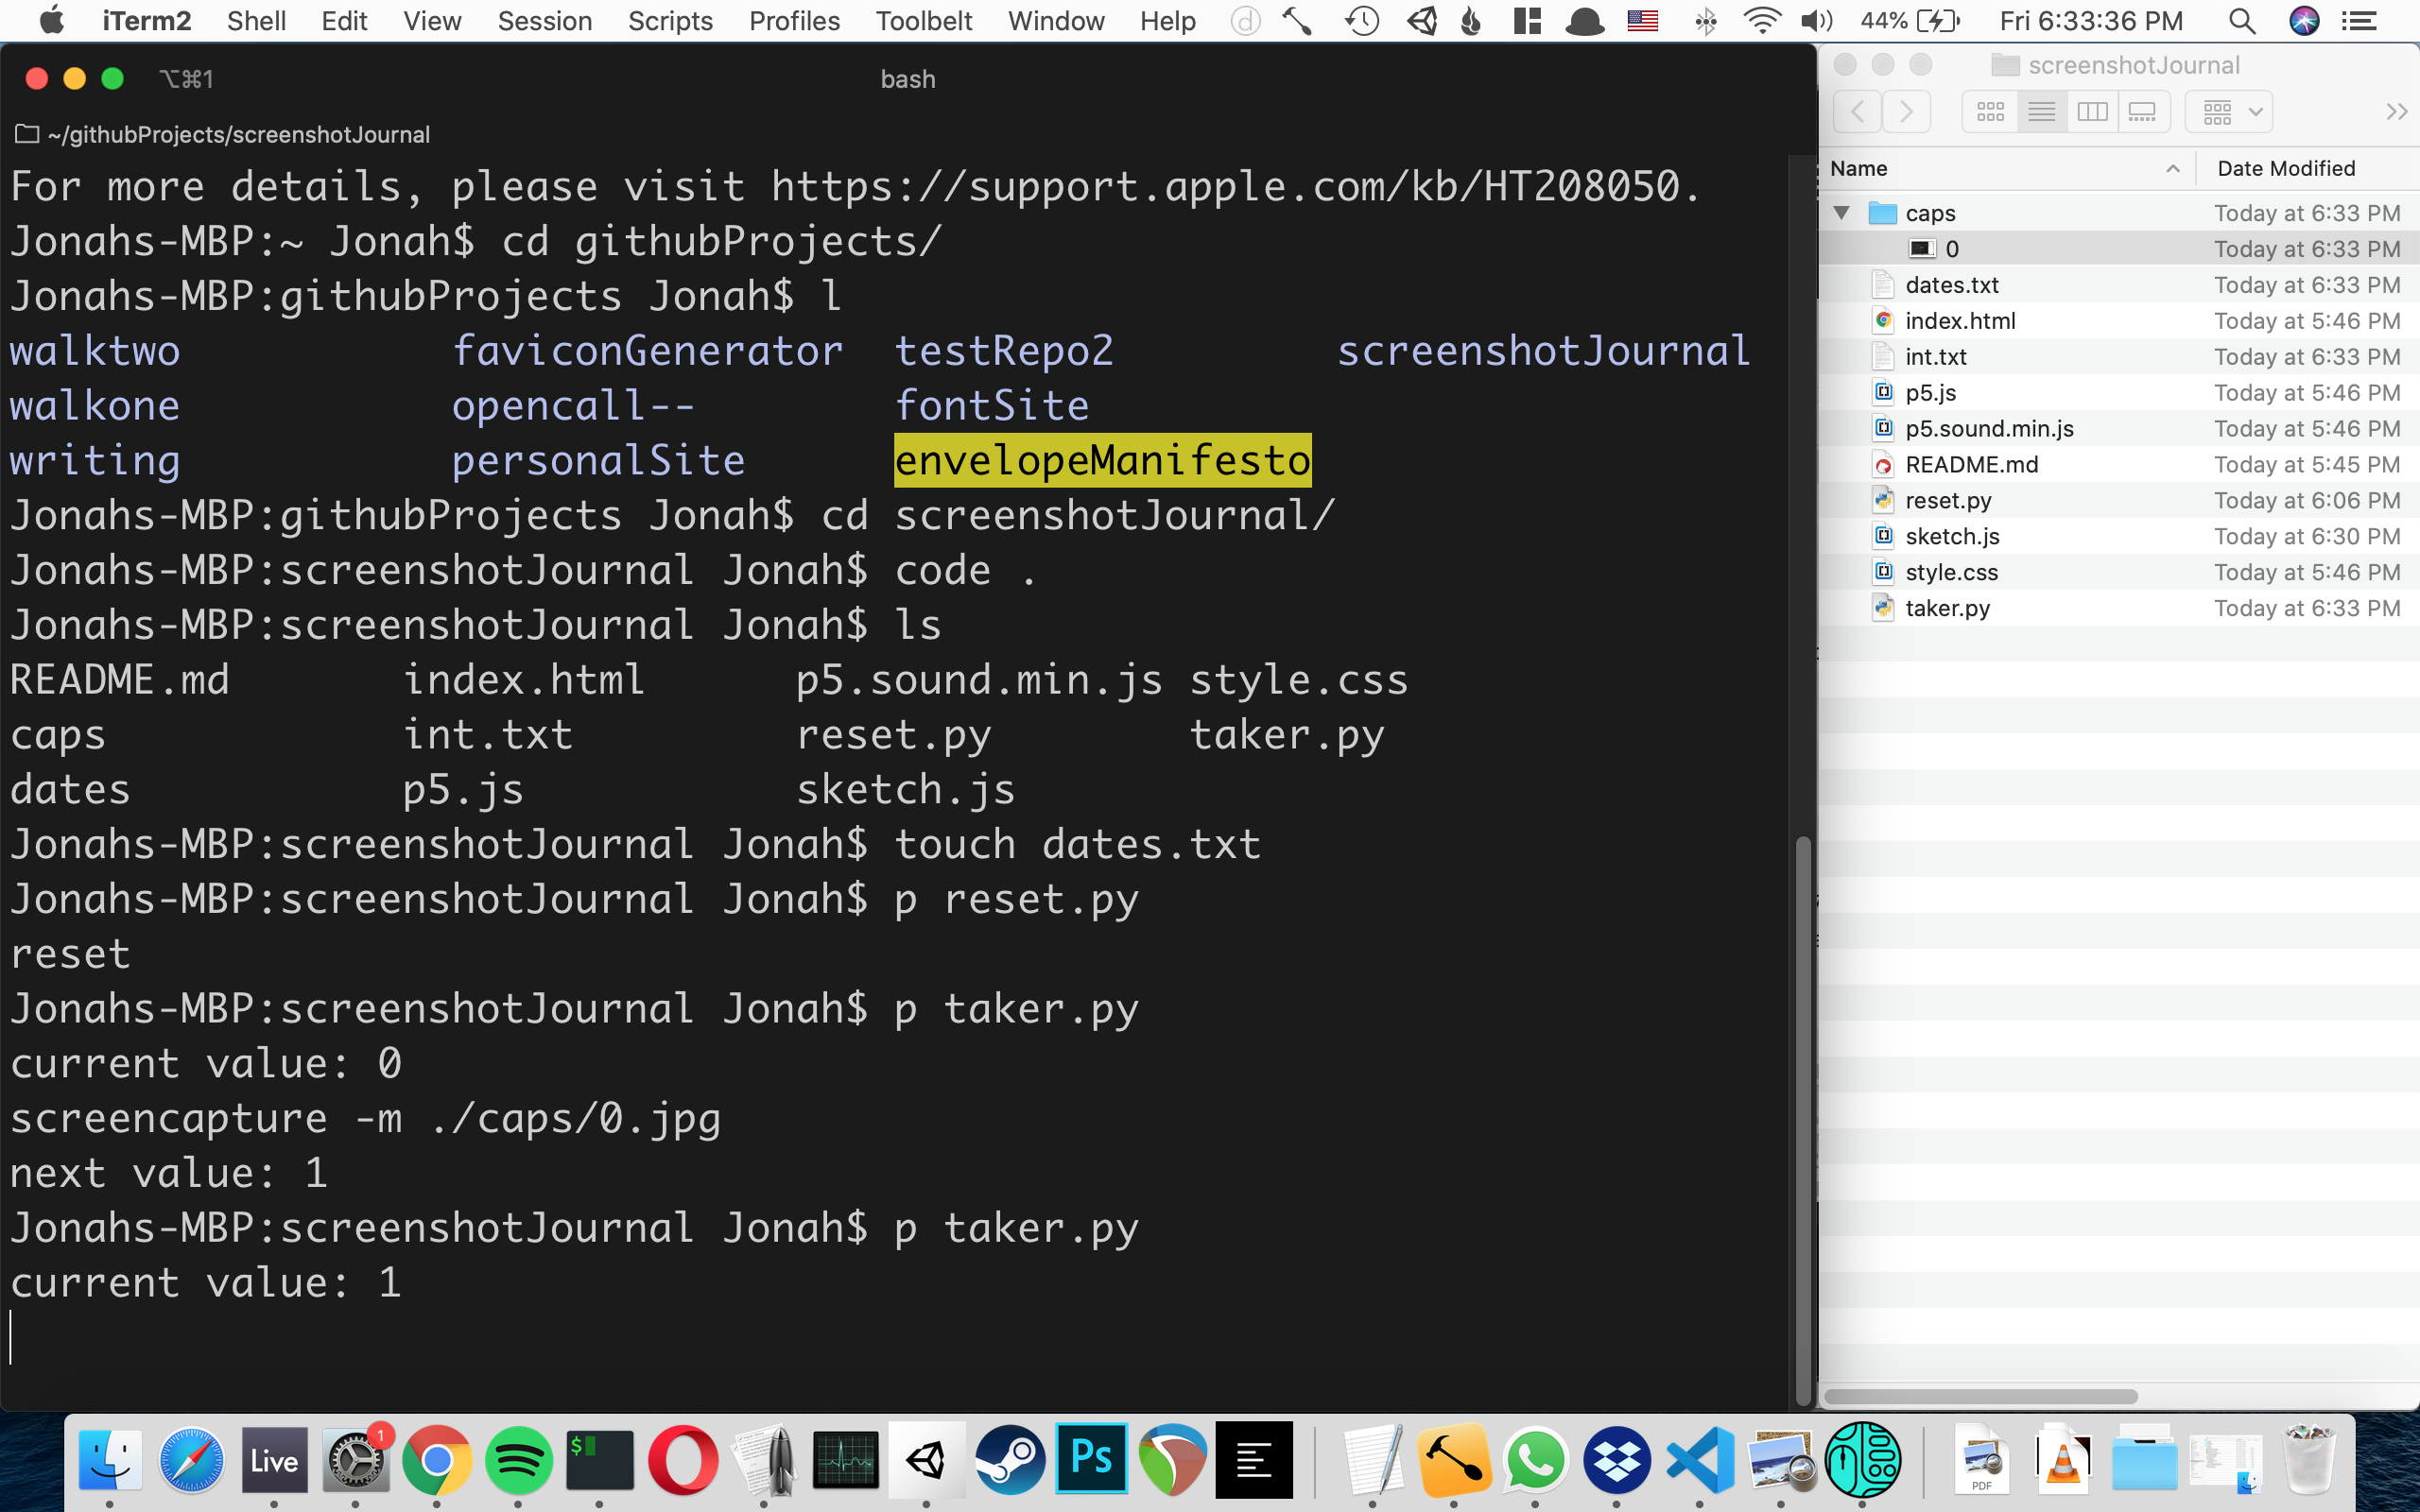 iTerm2 Shell Edit View Session Scripts Profiles Toolbelt Window Help 44% Fri 6:33:36 PM
⌥⌘1 bash
~/githubProjects/screenshotJournal
For more details, please visit https://support.apple.com/kb/HT208050.
Jonahs-MBP:~ Jonah$ cd githubProjects/
Jonahs-MBP:githubProjects Jonah$ l
walktwo faviconGenerator testRepo2 screenshotJournal
walkone opencall-- fontSite
writing personalSite envelopeManifesto
Jonahs-MBP:githubProjects Jonah$ cd screenshotJournal/
Jonahs-MBP:screenshotJournal Jonah$ code .
Jonahs-MBP:screenshotJournal Jonah$ ls
README.md index.html p5.sound.min.js style.css
caps int.txt reset.py taker.py
dates p5.js sketch.js
Jonahs-MBP:screenshotJournal Jonah$ touch dates.txt
Jonahs-MBP:screenshotJournal Jonah$ p reset.py
reset
Jonahs-MBP:screenshotJournal Jonah$ p taker.py
current value: 0
screencapture -m ./caps/0.jpg
next value: 1
Jonahs-MBP:screenshotJournal Jonah$ p taker.py
current value: 1
screenshotJournal
Name Date Modified
caps Today at 6:33 PM
0 Today at 6:33 PM
dates.txt Today at 6:33 PM
index.html Today at 5:46 PM
int.txt Today at 6:33 PM
p5.js Today at 5:46 PM
p5.sound.min.js Today at 5:46 PM
README.md Today at 5:45 PM
reset.py Today at 6:06 PM
sketch.js Today at 6:30 PM
style.css Today at 5:46 PM
taker.py Today at 6:33 PM
Live 1 $ Ps PDF